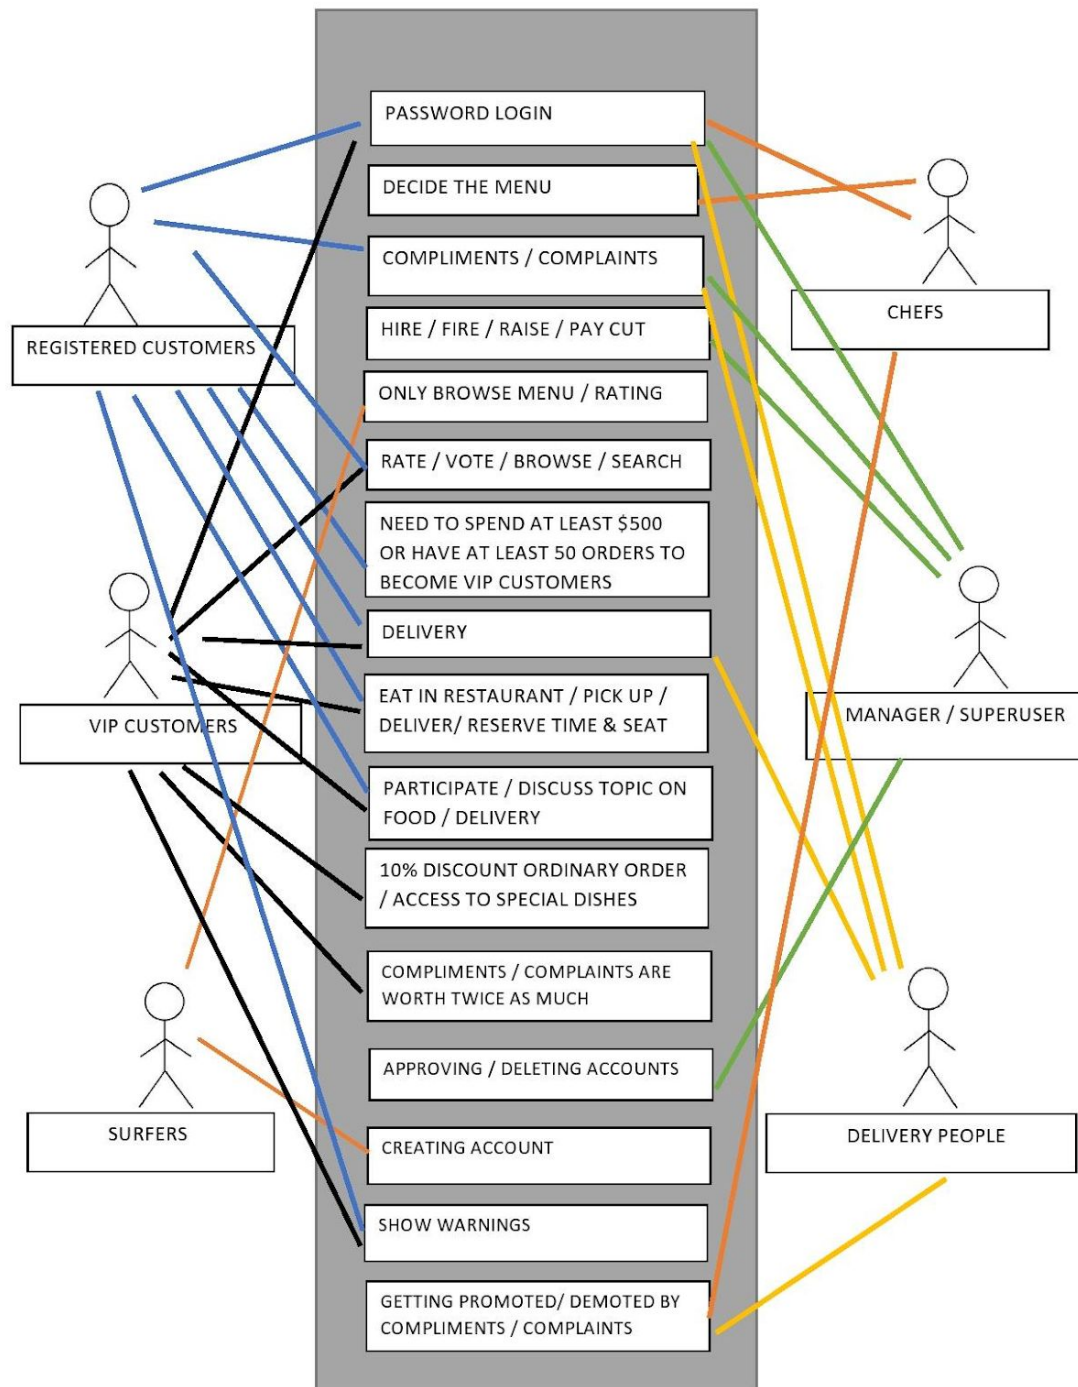 PASSWORD LOGIN
DECIDE THE MENU
COMPLIMENTS / COMPLAINTS
HIRE / FIRE / RAISE / PAY CUT
ONLY BROWSE MENU / RATING
RATE / VOTE / BROWSE / SEARCH
NEED TO SPEND AT LEAST $500
OR HAVE AT LEAST 50 ORDERS TO
BECOME VIP CUSTOMERS
DELIVERY
EAT IN RESTAURANT / PICK UP /
DELIVER/ RESERVE TIME & SEAT
PARTICIPATE / DISCUSS TOPIC ON
FOOD / DELIVERY
10% DISCOUNT ORDINARY ORDER
/ ACCESS TO SPECIAL DISHES
COMPLIMENTS / COMPLAINTS ARE
WORTH TWICE AS MUCH
APPROVING / DELETING ACCOUNTS
CREATING ACCOUNT
SHOW WARNINGS
GETTING PROMOTED/ DEMOTED BY
COMPLIMENTS / COMPLAINTS
REGISTERED CUSTOMERS
VIP CUSTOMERS
SURFERS
CHEFS
MANAGER / SUPERUSER
DELIVERY PEOPLE